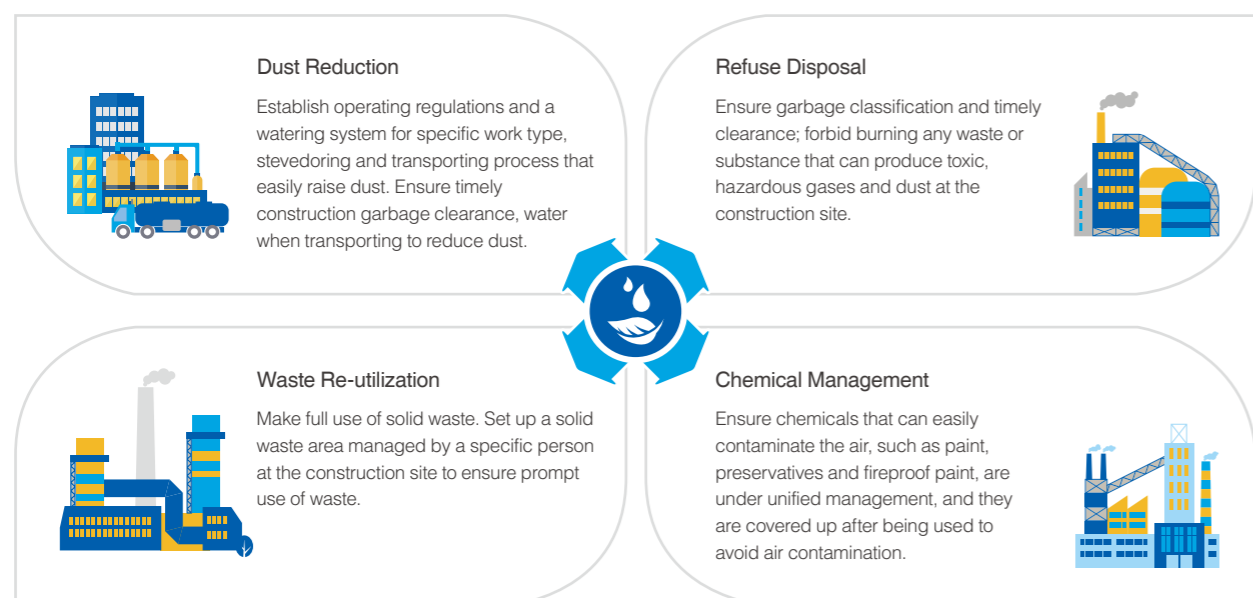 Dust Reduction
Establish operating regulations and a
watering system for specific work type,
stevedoring and transporting process that
easily raise dust. Ensure timely
construction garbage clearance, water
when transporting to reduce dust.
Refuse Disposal
Ensure garbage classification and timely
clearance; forbid burning any waste or
substance that can produce toxic,
hazardous gases and dust at the
construction site.
Waste Re-utilization
Make full use of solid waste. Set up a solid
waste area managed by a specific person
at the construction site to ensure prompt
use of waste.
Chemical Management
Ensure chemicals that can easily
contaminate the air, such as paint,
preservatives and fireproof paint, are
under unified management, and they
are covered up after being used to
avoid air contamination.